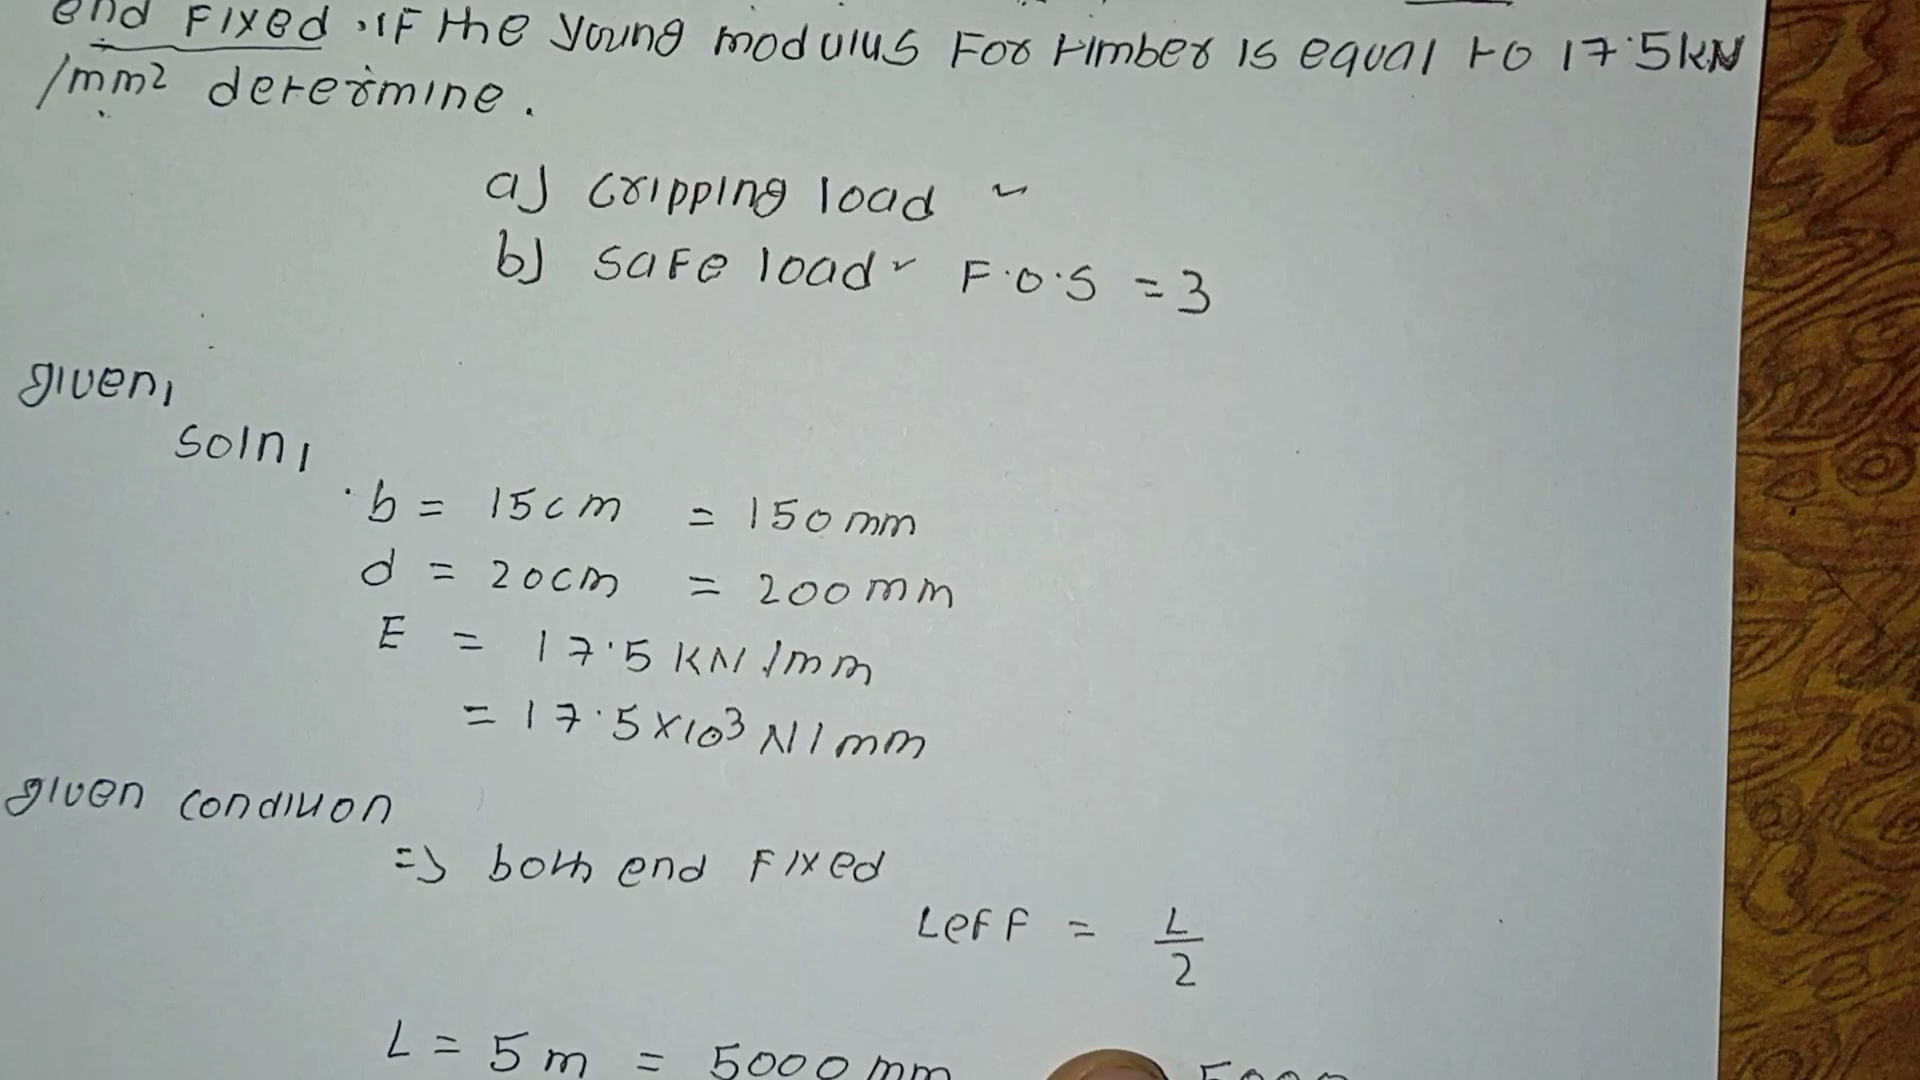 end Fixed . IF the young modulus For timber is equal to 17.5kN
/mm2 determine.
a) cripping load
b) safe load F.O.S = 3
given,
soln,
b = 15cm = 150mm
d = 20cm = 200mm
E = 17.5 KN/mm
= 17.5×10³ N/mm
given condition
=> both end Fixed
Leff = L/2
L = 5m = 5000mm